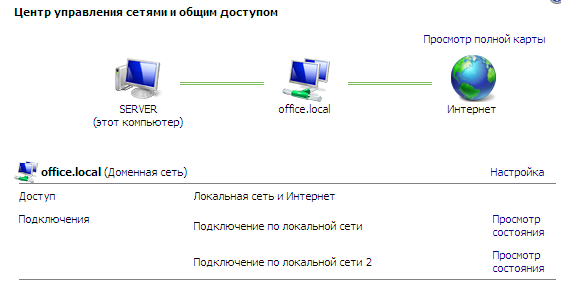 Центр управления сетями и общим доступом
Просмотр полной карты
SERVER
(этот компьютер)
office.local
Интернет
office.local (Доменная сеть)
Настройка
Доступ
Локальная сеть и Интернет
Подключения
Подключение по локальной сети
Просмотр
состояния
Подключение по локальной сети 2
Просмотр
состояния